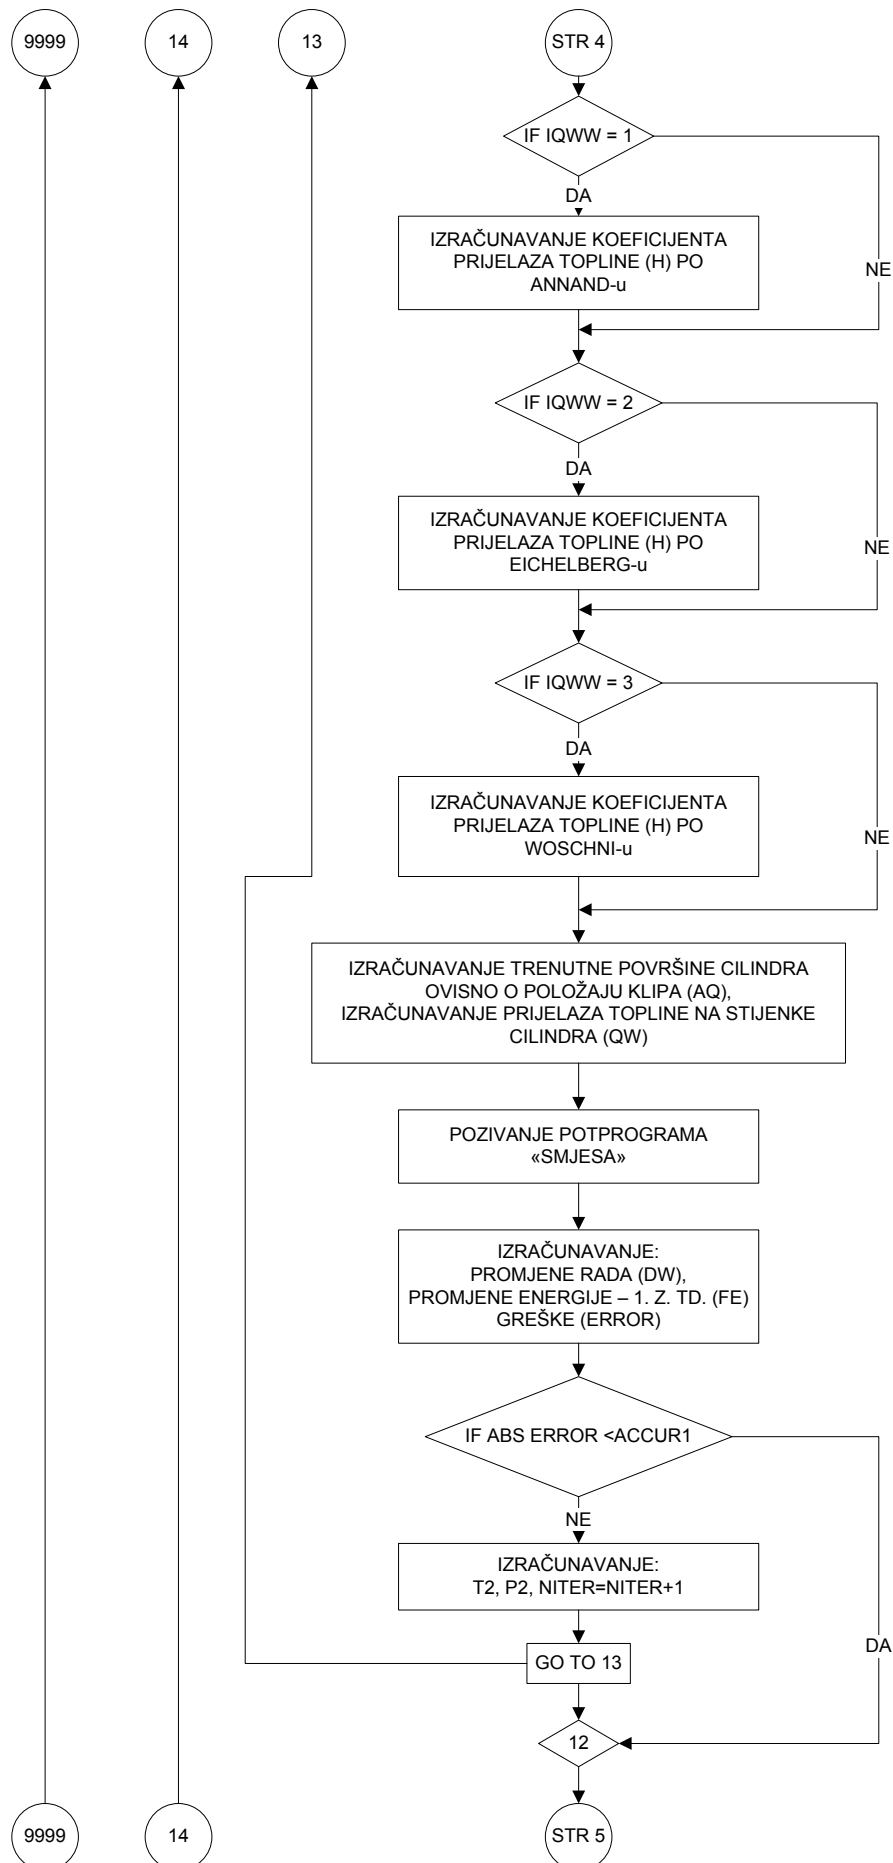 9999
14
13
STR 4
IF IQWW = 1
DA
IZRAČUNAVANJE KOEFICIJENTA
PRIJELAZA TOPLINE (H) PO
ANNAND-u
NE
IF IQWW = 2
DA
IZRAČUNAVANJE KOEFICIJENTA
PRIJELAZA TOPLINE (H) PO
EICHELBERG-u
NE
IF IQWW = 3
DA
IZRAČUNAVANJE KOEFICIJENTA
PRIJELAZA TOPLINE (H) PO
WOSCHNI-u
NE
IZRAČUNAVANJE TRENUTNE POVRŠINE CILINDRA
OVISNO O POLOŽAJU KLIPA (AQ),
IZRAČUNAVANJE PRIJELAZA TOPLINE NA STIJENKE
CILINDRA (QW)
POZIVANJE POTPROGRAMA
«SMJESA»
IZRAČUNAVANJE:
PROMJENE RADA (DW),
PROMJENE ENERGIJE – 1. Z. TD. (FE)
GREŠKE (ERROR)
IF ABS ERROR <ACCUR1
NE
IZRAČUNAVANJE:
T2, P2, NITER=NITER+1
DA
GO TO 13
12
9999
14
STR 5